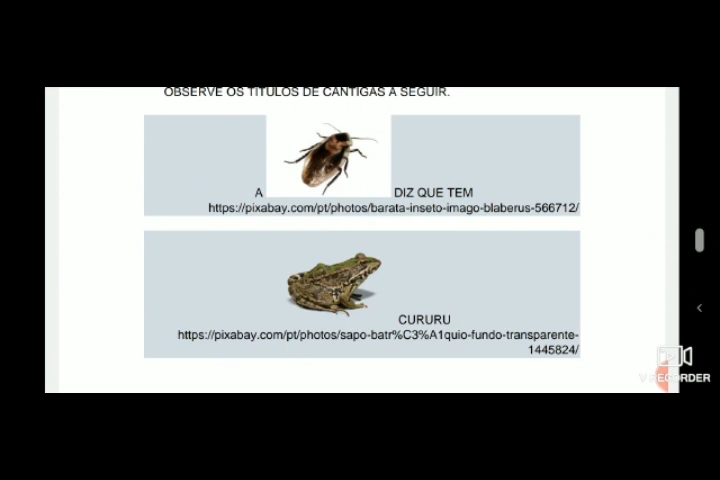 OBSERVE OS TÍTULOS DE CANTIGAS A SEGUIR.
A DIZ QUE TEM
https://pixabay.com/pt/photos/barata-inseto-imago-blaberus-566712/
CURURU
https://pixabay.com/pt/photos/sapo-batr%C3%A1quio-fundo-transparente-
1445824/
V RECORDER